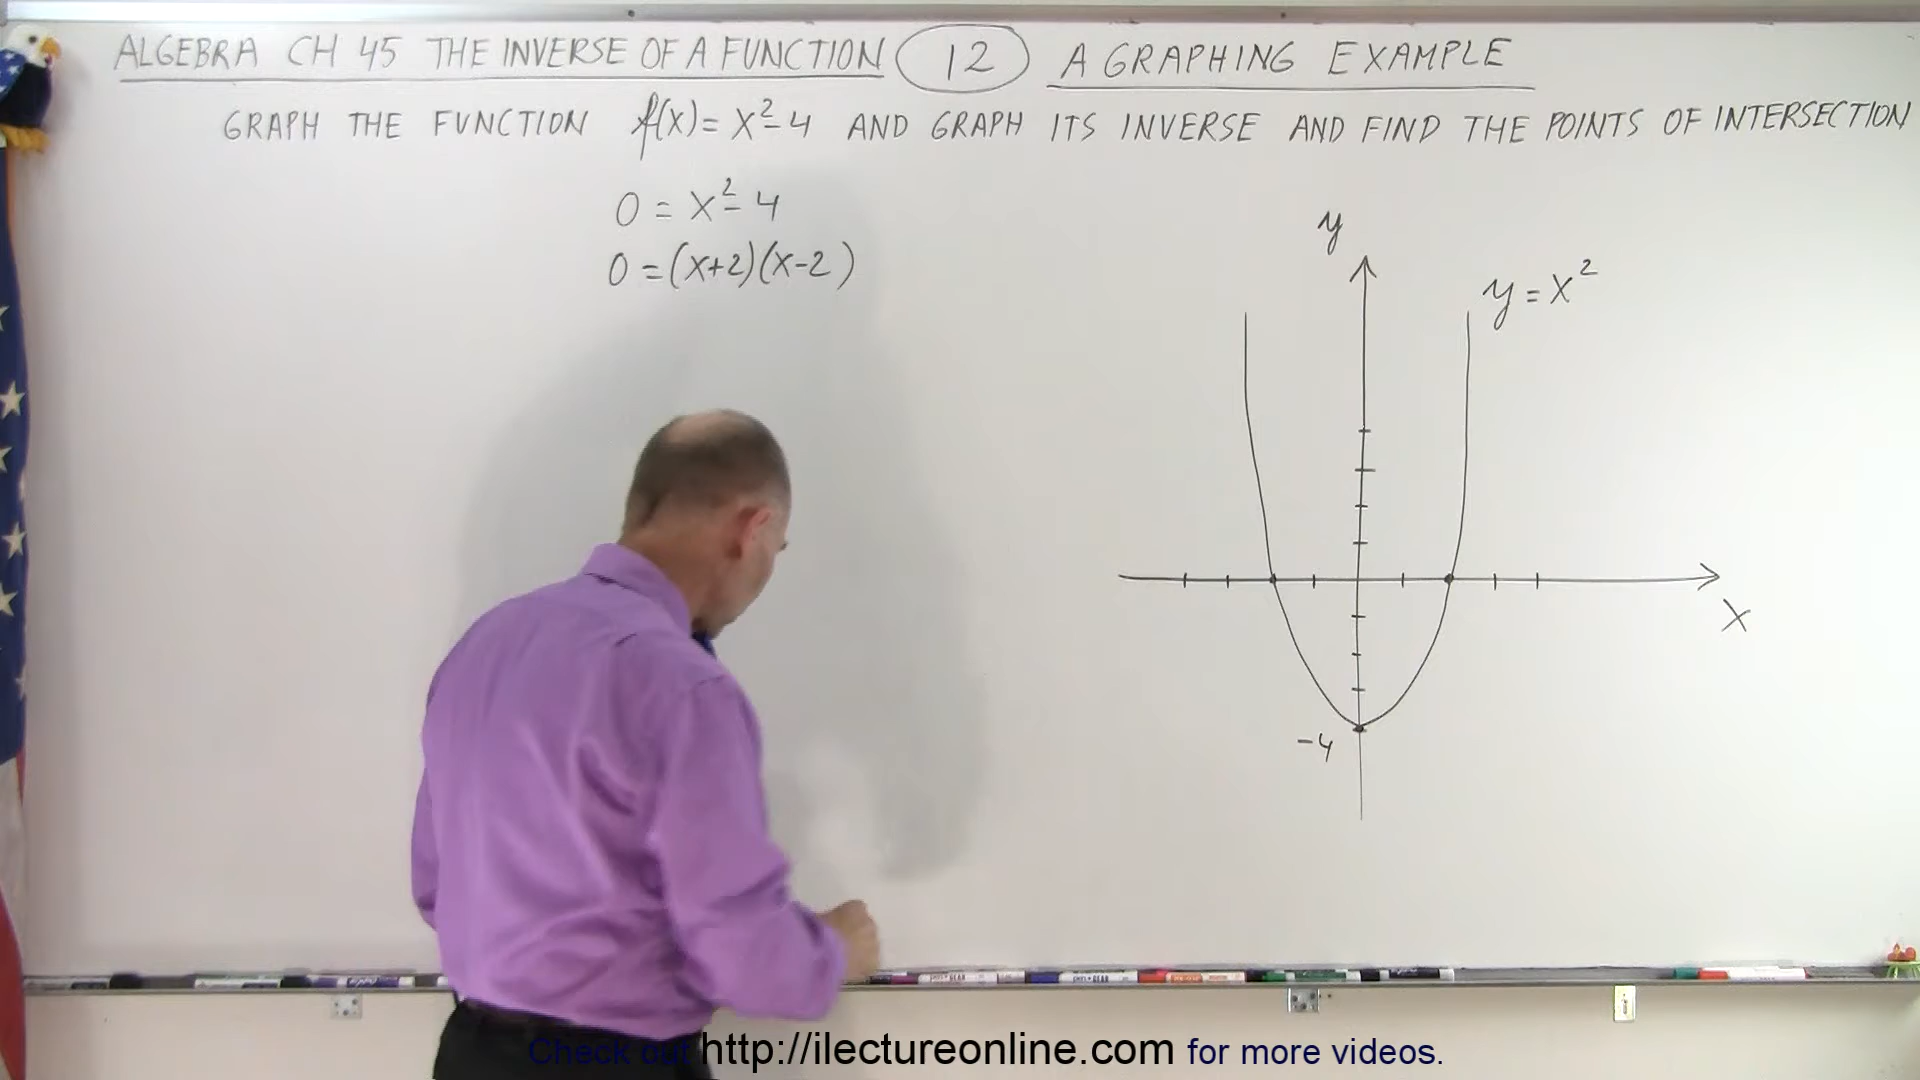 ALGEBRA CH 45 THE INVERSE OF A FUNCTION 12 A GRAPHING EXAMPLE
GRAPH THE FUNCTION f(x)= x²-4 AND GRAPH ITS INVERSE AND FIND THE POINTS OF INTERSECTION
0 = x²-4
0 =(x+2)(x-2)
y
y = x²
x
-4
Check out http://ilectureonline.com for more videos.